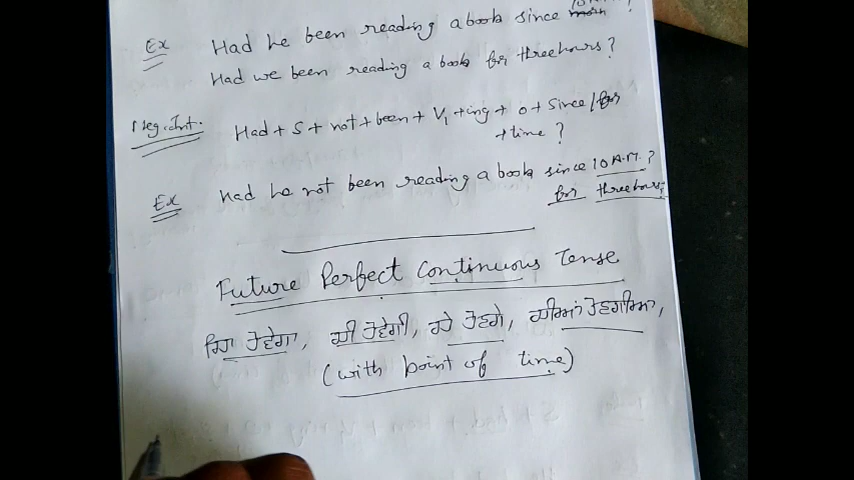 Ex Had he been reading a book since ?
Had we been reading a book for three hours?
Neg. Int. Had + S + not + been + V1 + ing + o + Since / for
+ time ?
Ex Had he not been reading a book since 10 A.M. ?
for three hours?
Future Perfect Continuous Tense
ਰਿਹਾ ਹੋਵੇਗਾ, ਰਹੀ ਹੋਵੇਗੀ, ਰਹੇ ਹੋਣਗੇ, ਰਹੀਆਂ ਹੋਣਗੀਆਂ,
(with point of time)